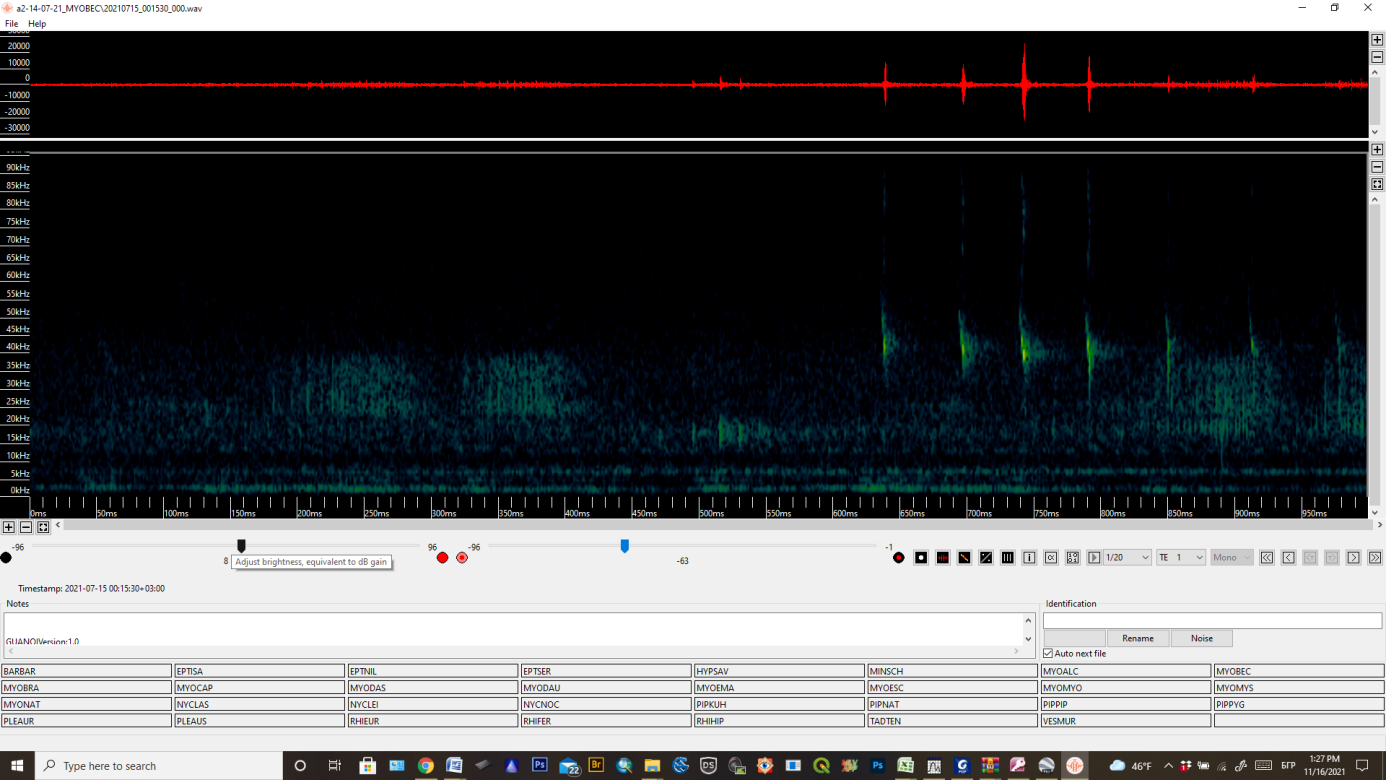 a2-14-07-21_MYOBEC\20210715_001530_000.wav
File Help
20000
10000
0
-10000
-20000
-30000
90kHz
85kHz
80kHz
75kHz
70kHz
65kHz
60kHz
55kHz
50kHz
45kHz
40kHz
35kHz
30kHz
25kHz
20kHz
15kHz
10kHz
5kHz
0kHz
0ms 50ms 100ms 150ms 200ms 250ms 300ms 350ms 400ms 450ms 500ms 550ms 600ms 650ms 700ms 750ms 800ms 850ms 900ms 950ms
-96 96 -96 -1
8 -63
Adjust brightness, equivalent to dB gain
1/20 TE 1 Mono
Timestamp: 2021-07-15 00:15:30+03:00
Notes Identification
GUANO|Version:1.0
Rename Noise
Auto next file
BARBAR EPTISA EPTNIL EPTSER HYPSAV MINSCH MYOALC MYOBEC
MYOBRA MYOCAP MYODAS MYODAU MYOEMA MYOESC MYOMYO MYOMYS
MYONAT NYCLAS NYCLEI NYCNOC PIPKUH PIPNAT PIPPIP PIPPYG
PLEAUR PLEAUS RHIEUR RHIFER RHIHIP TADTEN VESMUR
Type here to search
22
46°F
БГР
1:27 PM
11/16/2021